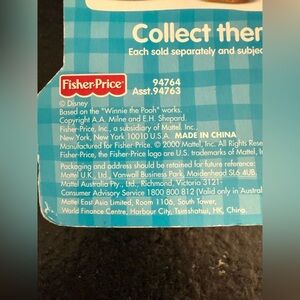 Collect ther
Each sold separately and subjec
Fisher-Price
94764
Asst. 94763
© Disney
Based on the "Winnie the Pooh" works.
Copyright A.A. Milne and E.H. Shepard.
Fisher-Price, Inc., a subsidiary of Mattel, Inc.
New York, New York 10010 U.S.A. MADE IN CHINA
Manufactured for Fisher-Price. © 2000 Mattel, Inc. All Rights Rese
Fisher-Price and the Fisher-Price logo are U.S. trademarks of Mattel,
Packaging and address should be retained for future reference:
Mattel U.K., Ltd., Vanwall Business Park, Maidenhead SL6 4UB.
Mattel Australia Pty., Ltd., Richmond, Victoria 3121-
Consumer Advisory Service 1800 800 812 (Valid only in Austral
Mattel East Asia Limited, Room 1106, South Tower,
World Finance Centre, Harbour City, Tsimshatsui, HK, China.